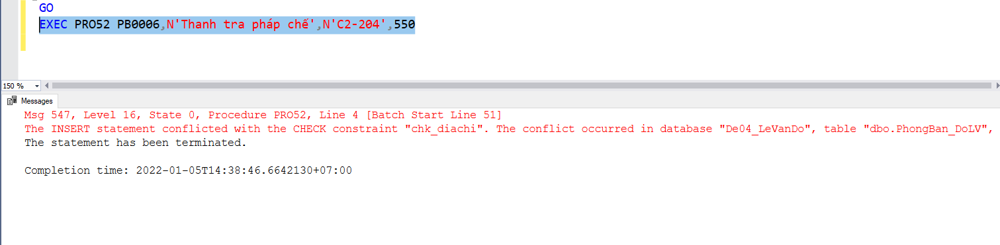 GO
EXEC PRO52 PB0006,N'Thanh tra pháp chế',N'C2-204',550
150 %
Messages
Msg 547, Level 16, State 0, Procedure PRO52, Line 4 [Batch Start Line 51]
The INSERT statement conflicted with the CHECK constraint "chk_diachi". The conflict occurred in database "De04_LeVanDo", table "dbo.PhongBan_DoLV",
The statement has been terminated.
Completion time: 2022-01-05T14:38:46.6642130+07:00